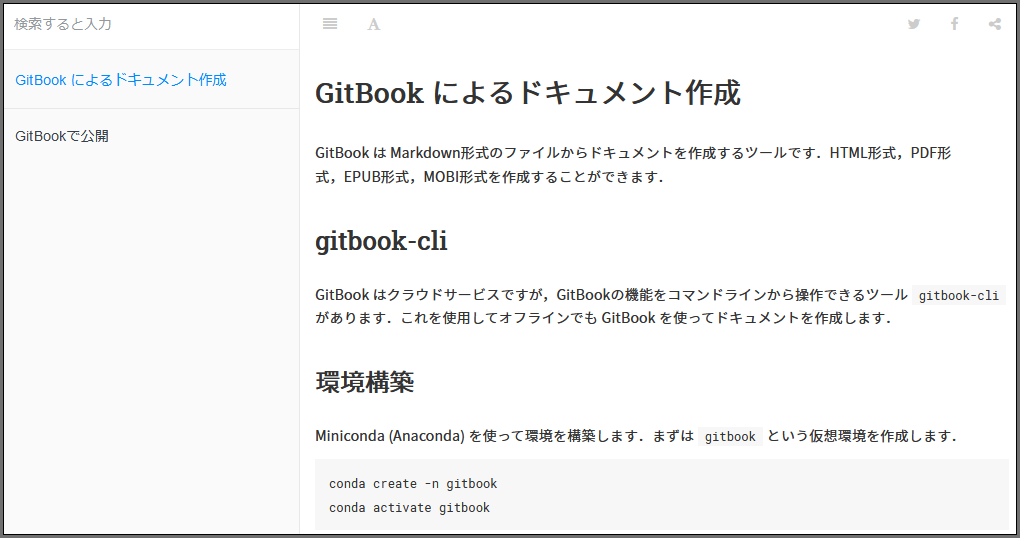 検索すると入力
GitBook によるドキュメント作成
GitBookで公開
A
GitBook によるドキュメント作成
GitBook は Markdown形式のファイルからドキュメントを作成するツールです．HTML形式，PDF形
式，EPUB形式，MOBI形式を作成することができます．
gitbook-cli
GitBook はクラウドサービスですが，GitBookの機能をコマンドラインから操作できるツール gitbook-cli
があります．これを使用してオフラインでも GitBook を使ってドキュメントを作成します．
環境構築
Miniconda (Anaconda) を使って環境を構築します．まずは gitbook という仮想環境を作成します．
conda create -n gitbook
conda activate gitbook